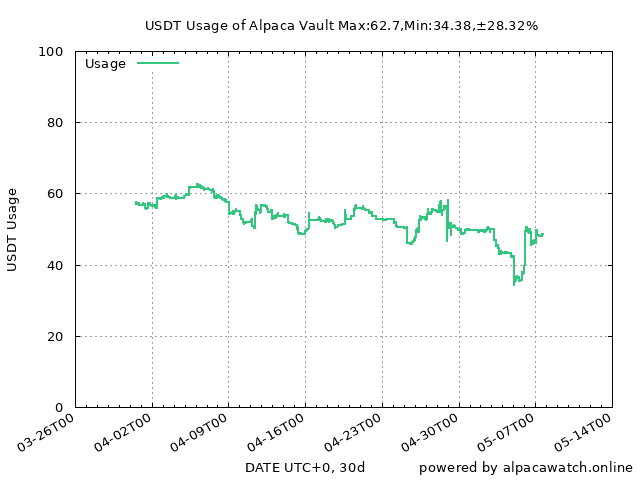 USDT Usage of Alpaca Vault Max:62.7,Min:34.38,±28.32%
Usage
100
80
60
40
20
0
USDT Usage
03-26T00
04-02T00
04-09T00
04-16T00
04-23T00
04-30T00
05-07T00
05-14T00
DATE UTC+0, 30d
powered by alpacawatch.online